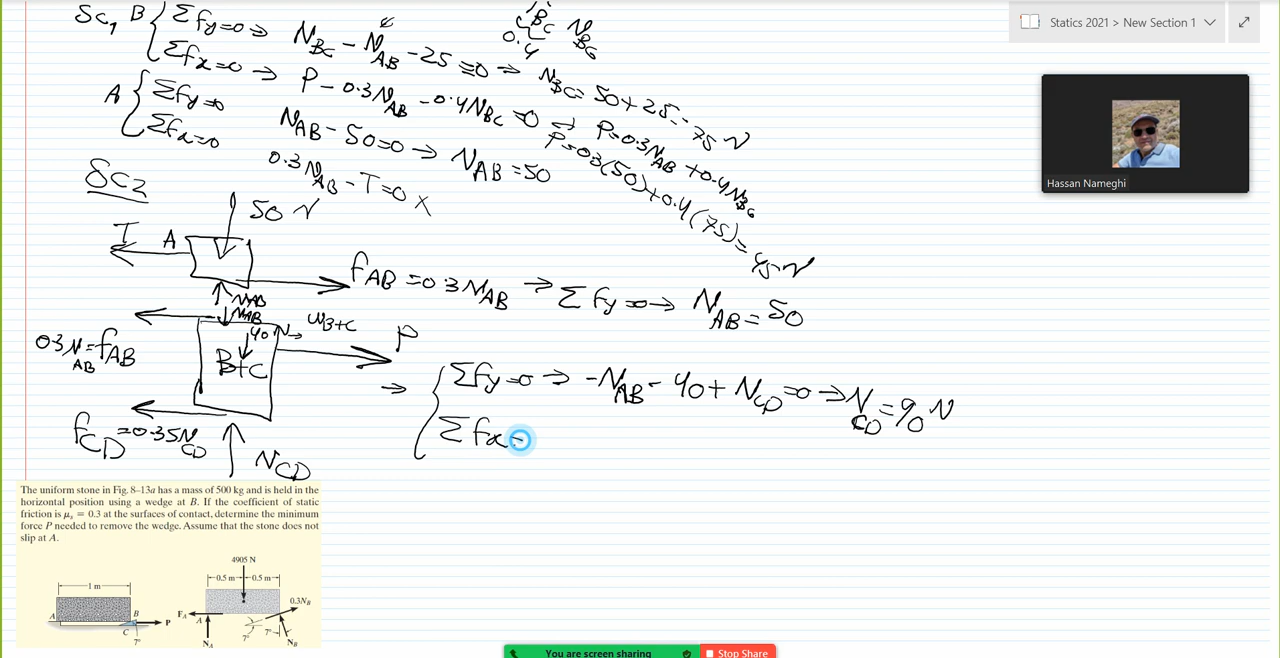 Statics 2021 > New Section 1
Hassan Nameghi
Sc, B { Σfy=0 ⇒ N_BC - N_AB - 25 = 0 ⇒ N_BC = 50+25 = 75 N
Σfx=0 ⇒ P - 0.3N_AB - 0.4N_BC = 0 ⇒ P=0.3N_AB + 0.4N_BC
P=0.3(50)+0.4(75)= 45 N
0.4 N_BC
A { Σfy=0 N_AB - 50=0 → N_AB = 50
Σfx=0 0.3N_AB - T=0 X
Sc2
50 N
T A
f_AB = 0.3N_AB → Σfy=0 → N_AB = 50
N_AB
N_AB
40 N → W_B+C
0.3N_AB = f_AB
B+C
P
⇒ { Σfy=0 ⇒ -N_AB - 40 + N_CD = 0 ⇒ N_CD = 90 N
Σfx=
f_CD = 0.35N_CD
N_CD
The uniform stone in Fig. 8–13a has a mass of 500 kg and is held in the
horizontal position using a wedge at B. If the coefficient of static
friction is μs = 0.3 at the surfaces of contact, determine the minimum
force P needed to remove the wedge. Assume that the stone does not
slip at A.
1 m
A
B
C
7°
P
4905 N
0.5 m
0.5 m
0.3N_B
F_A
A
7°
7°
N_A
N_B
You are screen sharing
Stop Share